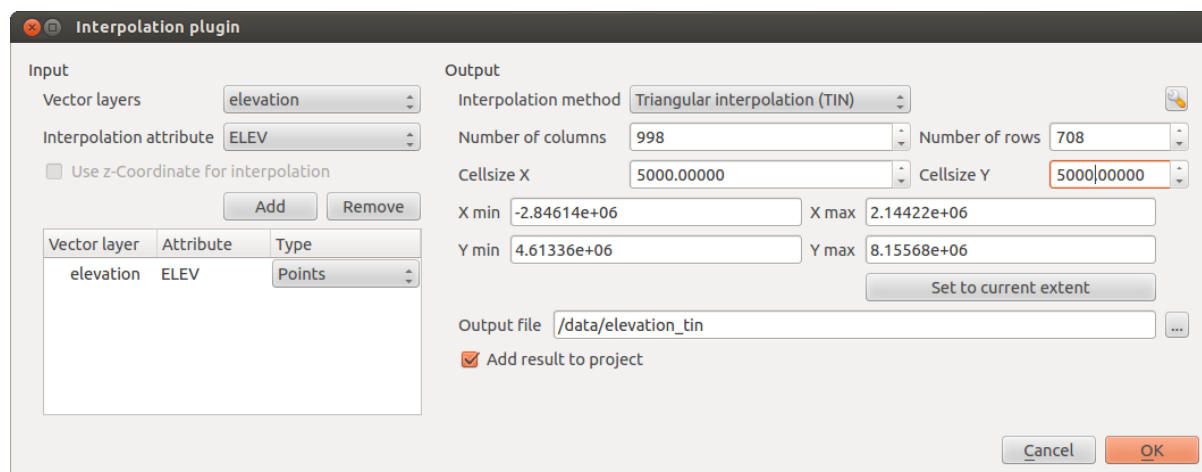 Interpolation plugin
Input
Vector layers elevation
Interpolation attribute ELEV
Use z-Coordinate for interpolation
Add Remove
Vector layer Attribute Type
elevation ELEV Points
Output
Interpolation method Triangular interpolation (TIN)
Number of columns 998 Number of rows 708
Cellsize X 5000.00000 Cellsize Y 5000.00000
X min -2.84614e+06 X max 2.14422e+06
Y min 4.61336e+06 Y max 8.15568e+06
Set to current extent
Output file /data/elevation_tin ...
Add result to project
Cancel OK